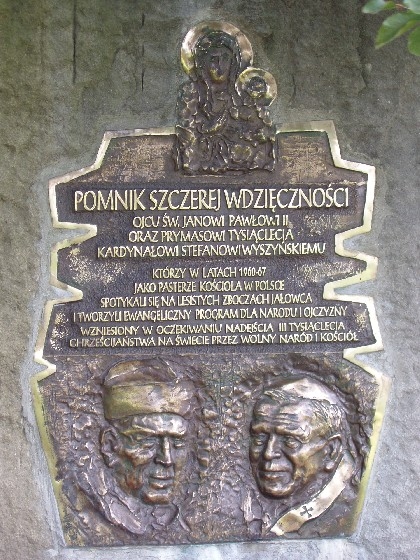 POMNIK SZCZEREJ WDZIĘCZNOŚCI
OJCU ŚW. JANOWI PAWŁOWI II
ORAZ PRYMASOWI TYSIĄCLECIA
KARDYNAŁOWI STEFANOWI WYSZYŃSKIEMU
KTÓRZY W LATACH 1960-67
JAKO PASTERZE KOŚCIOŁA W POLSCE
SPOTYKALI SIĘ NA LESISTYCH ZBOCZACH JAŁOWCA
I TWORZYLI EWANGELICZNY PROGRAM DLA NARODU I OJCZYZNY
WZNIESIONY W OCZEKIWANIU NADEJŚCIA III TYSIĄCLECIA
CHRZEŚCIJAŃSTWA NA ŚWIECIE PRZEZ WOLNY NARÓD I KOŚCIÓŁ